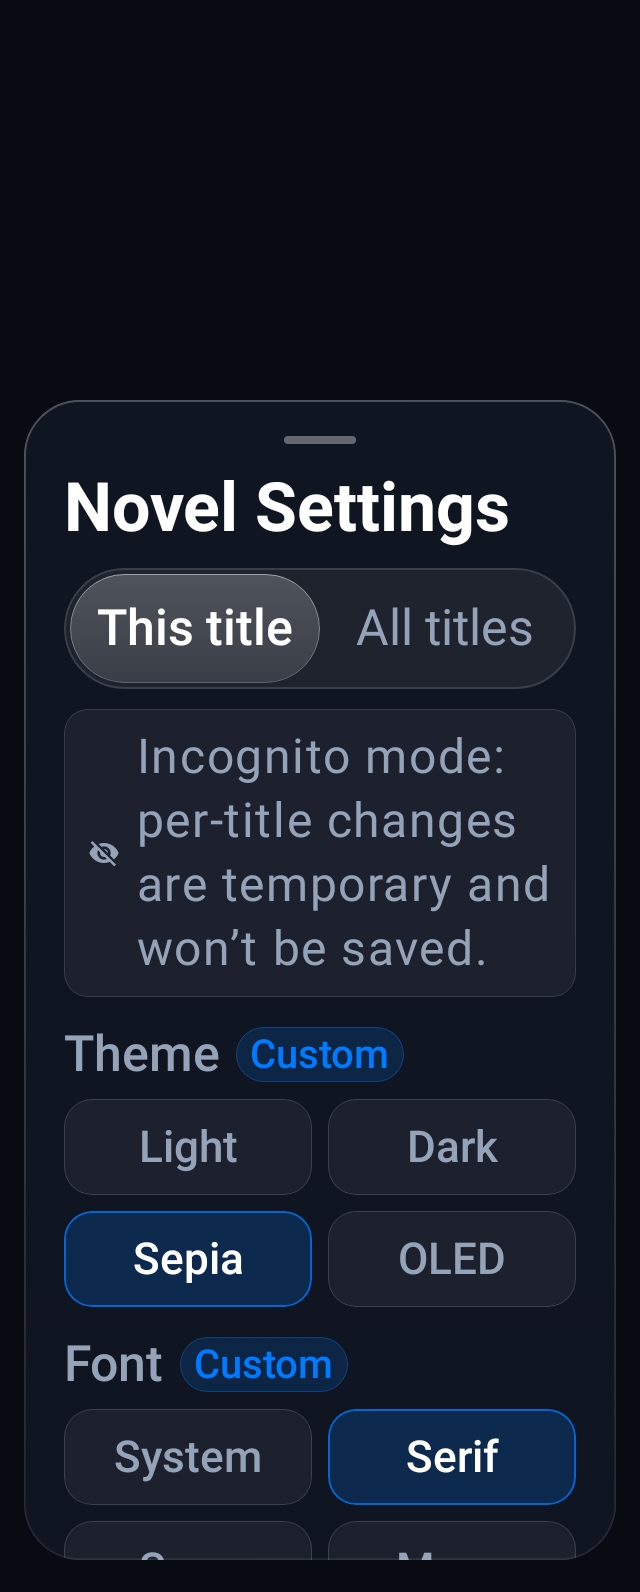 Novel Settings
This title All titles
Incognito mode:
per-title changes
are temporary and
won’t be saved.
Theme Custom
Light Dark
Sepia OLED
Font Custom
System Serif